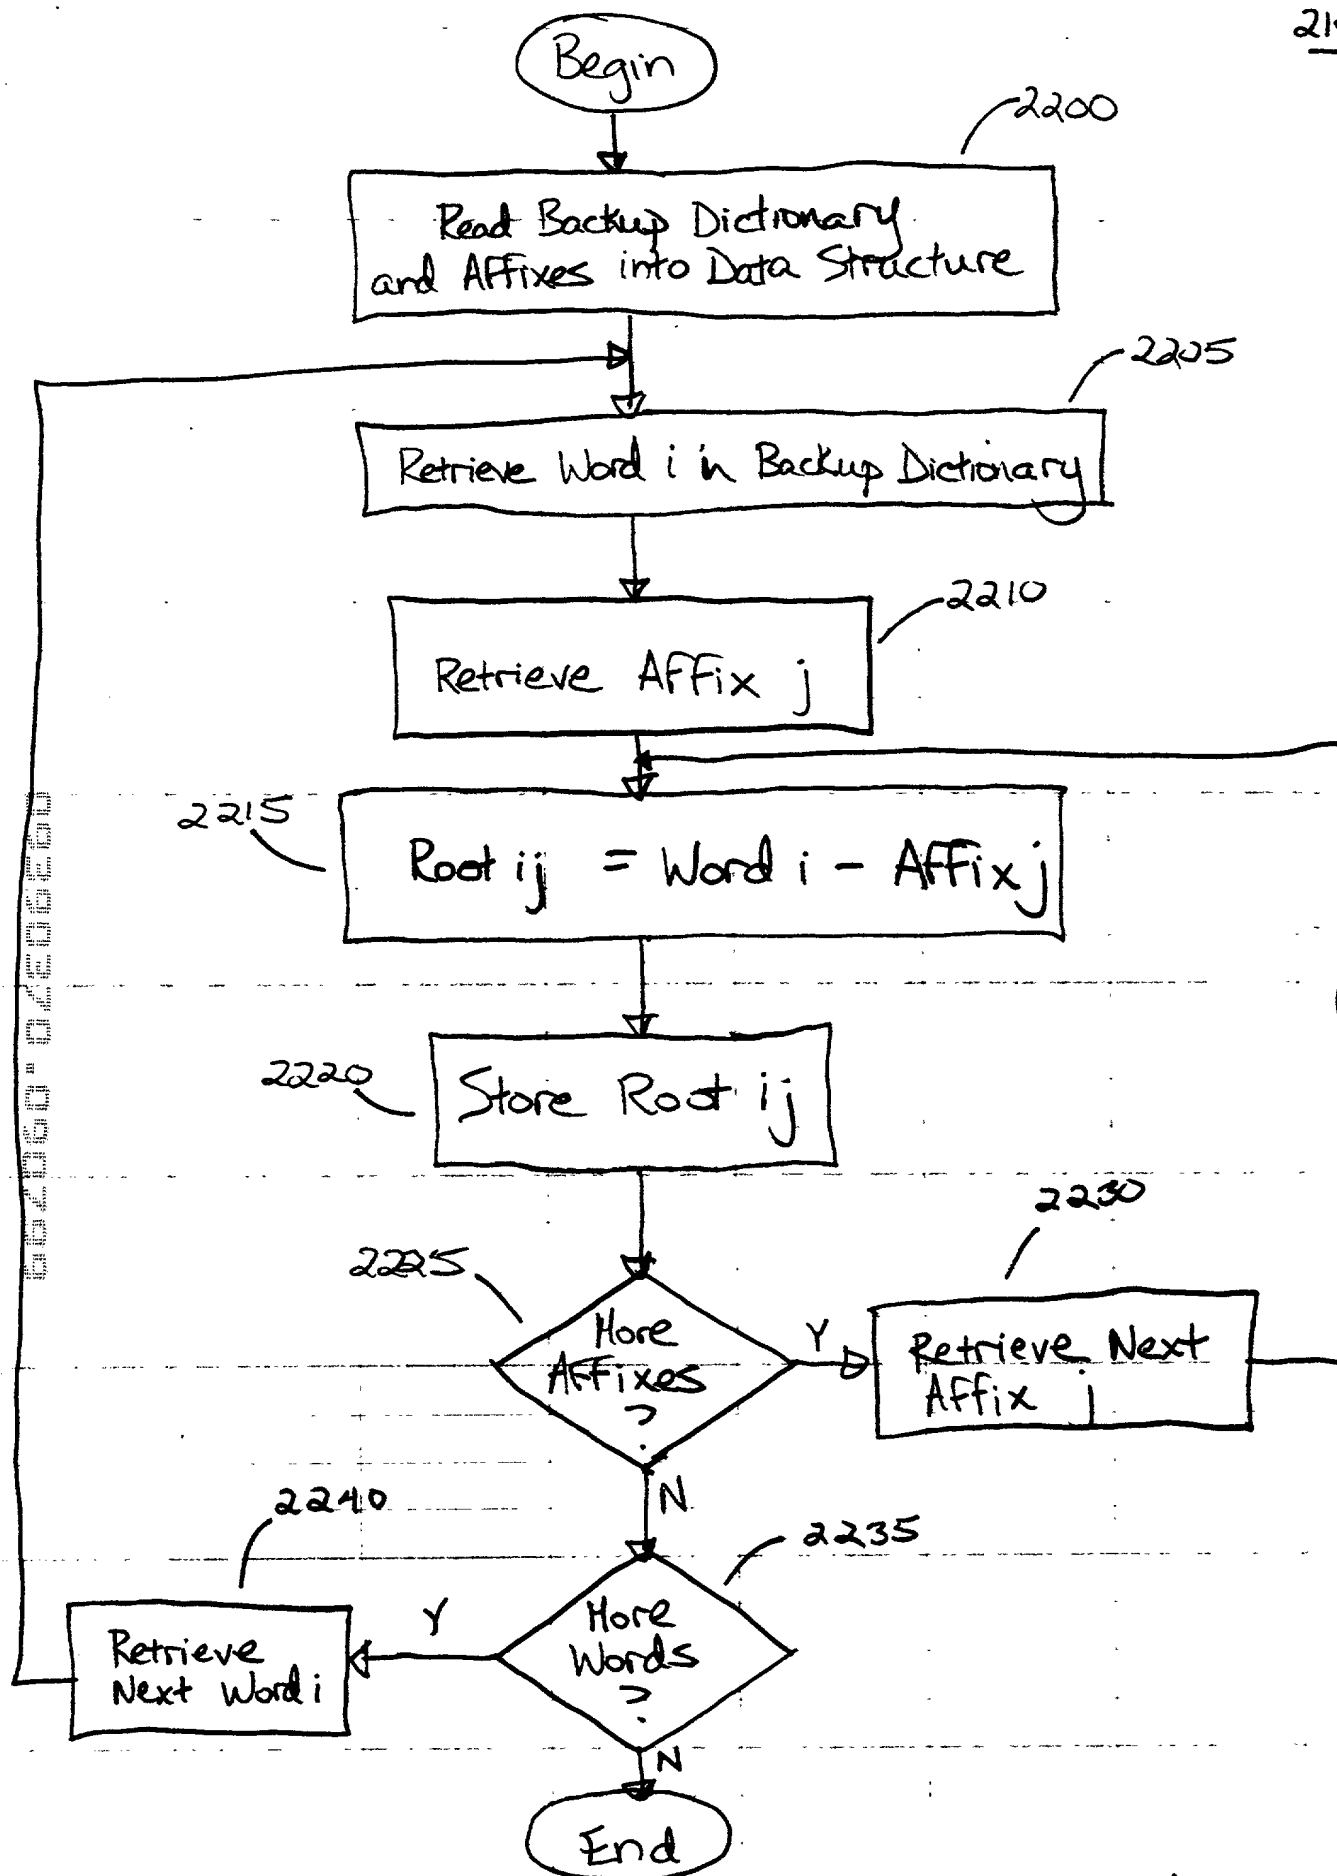 Begin
2200
Read Backup Dictionary
and Affixes into Data Structure
2205
Retrieve Word i in Backup Dictionary
2210
Retrieve Affix j
2215
Root ij = Word i - Affix j
2220
Store Root ij
2225
More
Affixes
?
Y
2230
Retrieve Next
Affix j
N
2240
2235
More
Words
?
Y
Retrieve
Next Word i
N
End